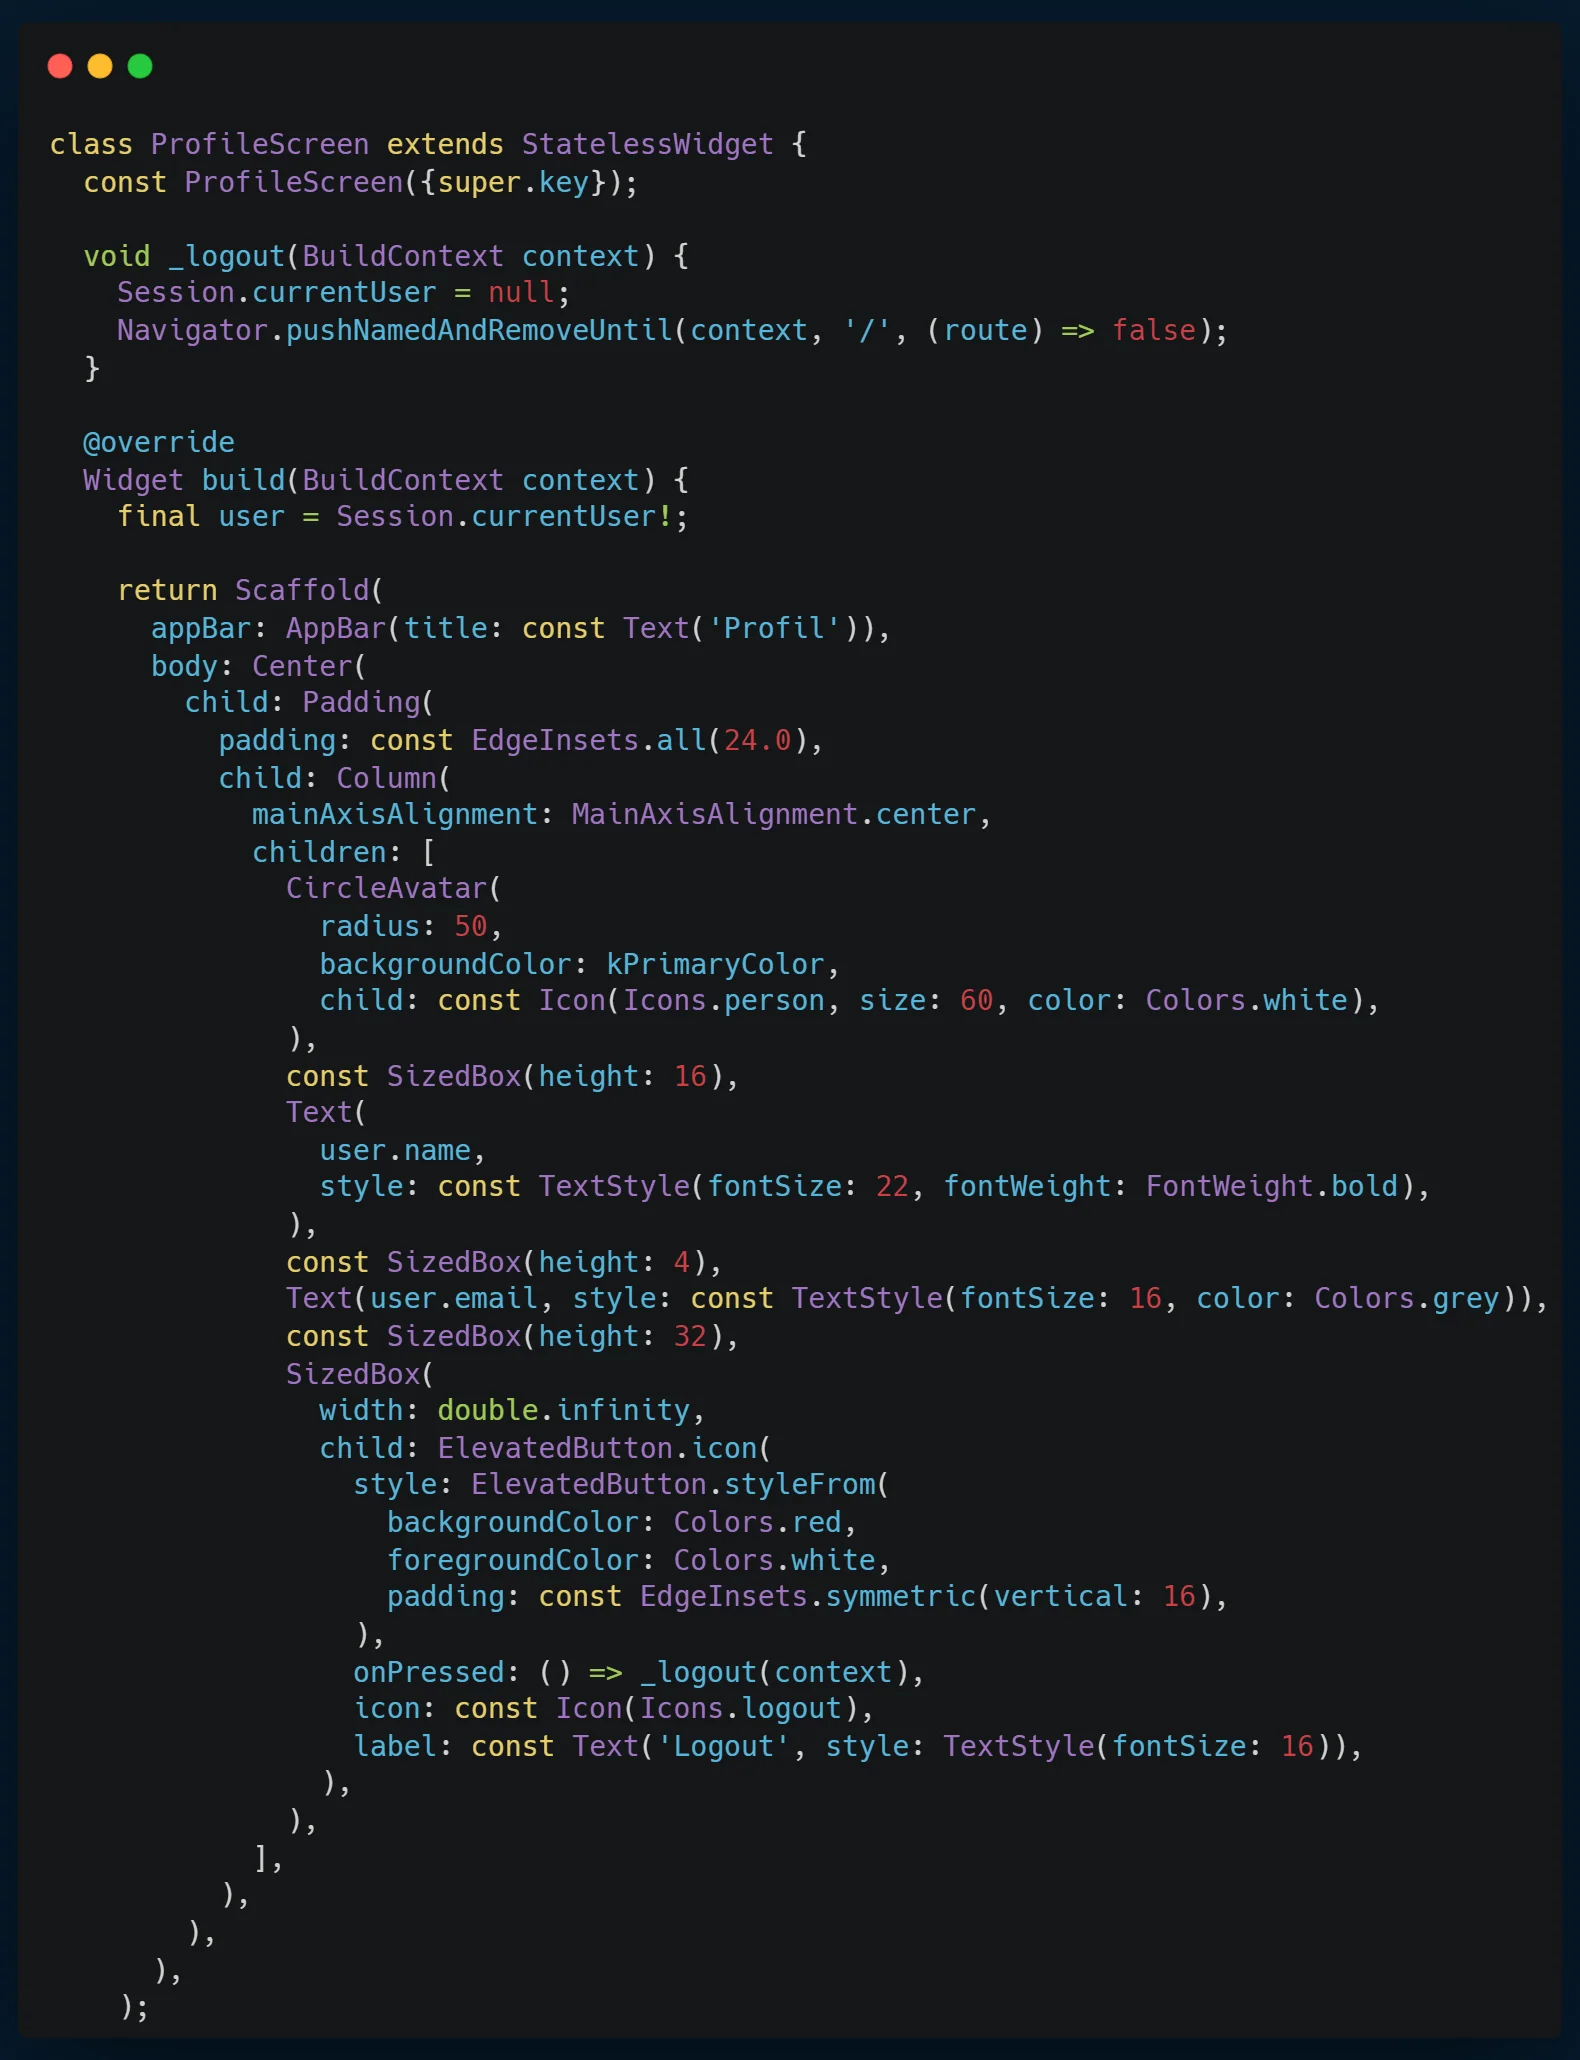 class ProfileScreen extends StatelessWidget {
  const ProfileScreen({super.key});

  void _logout(BuildContext context) {
    Session.currentUser = null;
    Navigator.pushNamedAndRemoveUntil(context, '/', (route) => false);
  }

  @override
  Widget build(BuildContext context) {
    final user = Session.currentUser!;

    return Scaffold(
      appBar: AppBar(title: const Text('Profil')),
      body: Center(
        child: Padding(
          padding: const EdgeInsets.all(24.0),
          child: Column(
            mainAxisAlignment: MainAxisAlignment.center,
            children: [
              CircleAvatar(
                radius: 50,
                backgroundColor: kPrimaryColor,
                child: const Icon(Icons.person, size: 60, color: Colors.white),
              ),
              const SizedBox(height: 16),
              Text(
                user.name,
                style: const TextStyle(fontSize: 22, fontWeight: FontWeight.bold),
              ),
              const SizedBox(height: 4),
              Text(user.email, style: const TextStyle(fontSize: 16, color: Colors.grey)),
              const SizedBox(height: 32),
              SizedBox(
                width: double.infinity,
                child: ElevatedButton.icon(
                  style: ElevatedButton.styleFrom(
                    backgroundColor: Colors.red,
                    foregroundColor: Colors.white,
                    padding: const EdgeInsets.symmetric(vertical: 16),
                  ),
                  onPressed: () => _logout(context),
                  icon: const Icon(Icons.logout),
                  label: const Text('Logout', style: TextStyle(fontSize: 16)),
                ),
              ),
            ],
          ),
        ),
      ),
    );